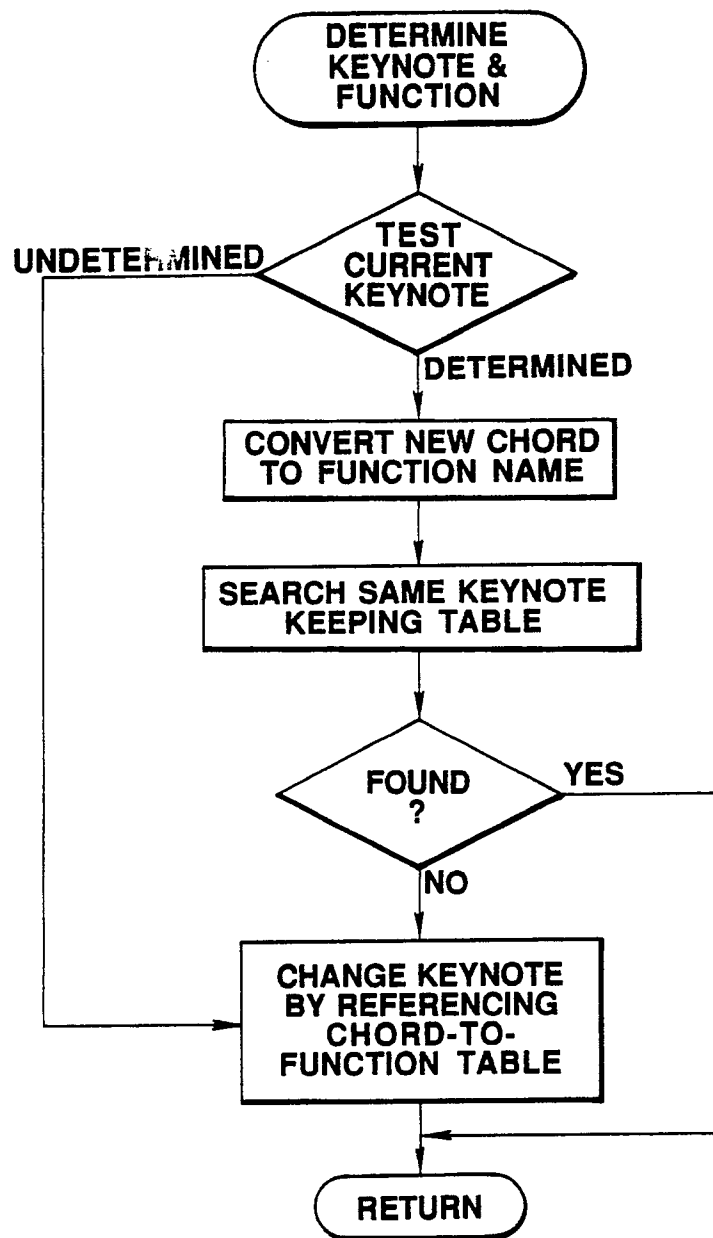 DETERMINE
KEYNOTE &
FUNCTION
TEST
CURRENT
KEYNOTE
UNDETERMINED
DETERMINED
CONVERT NEW CHORD
TO FUNCTION NAME
SEARCH SAME KEYNOTE
KEEPING TABLE
FOUND
?
YES
NO
CHANGE KEYNOTE
BY REFERENCING
CHORD-TO-
FUNCTION TABLE
RETURN